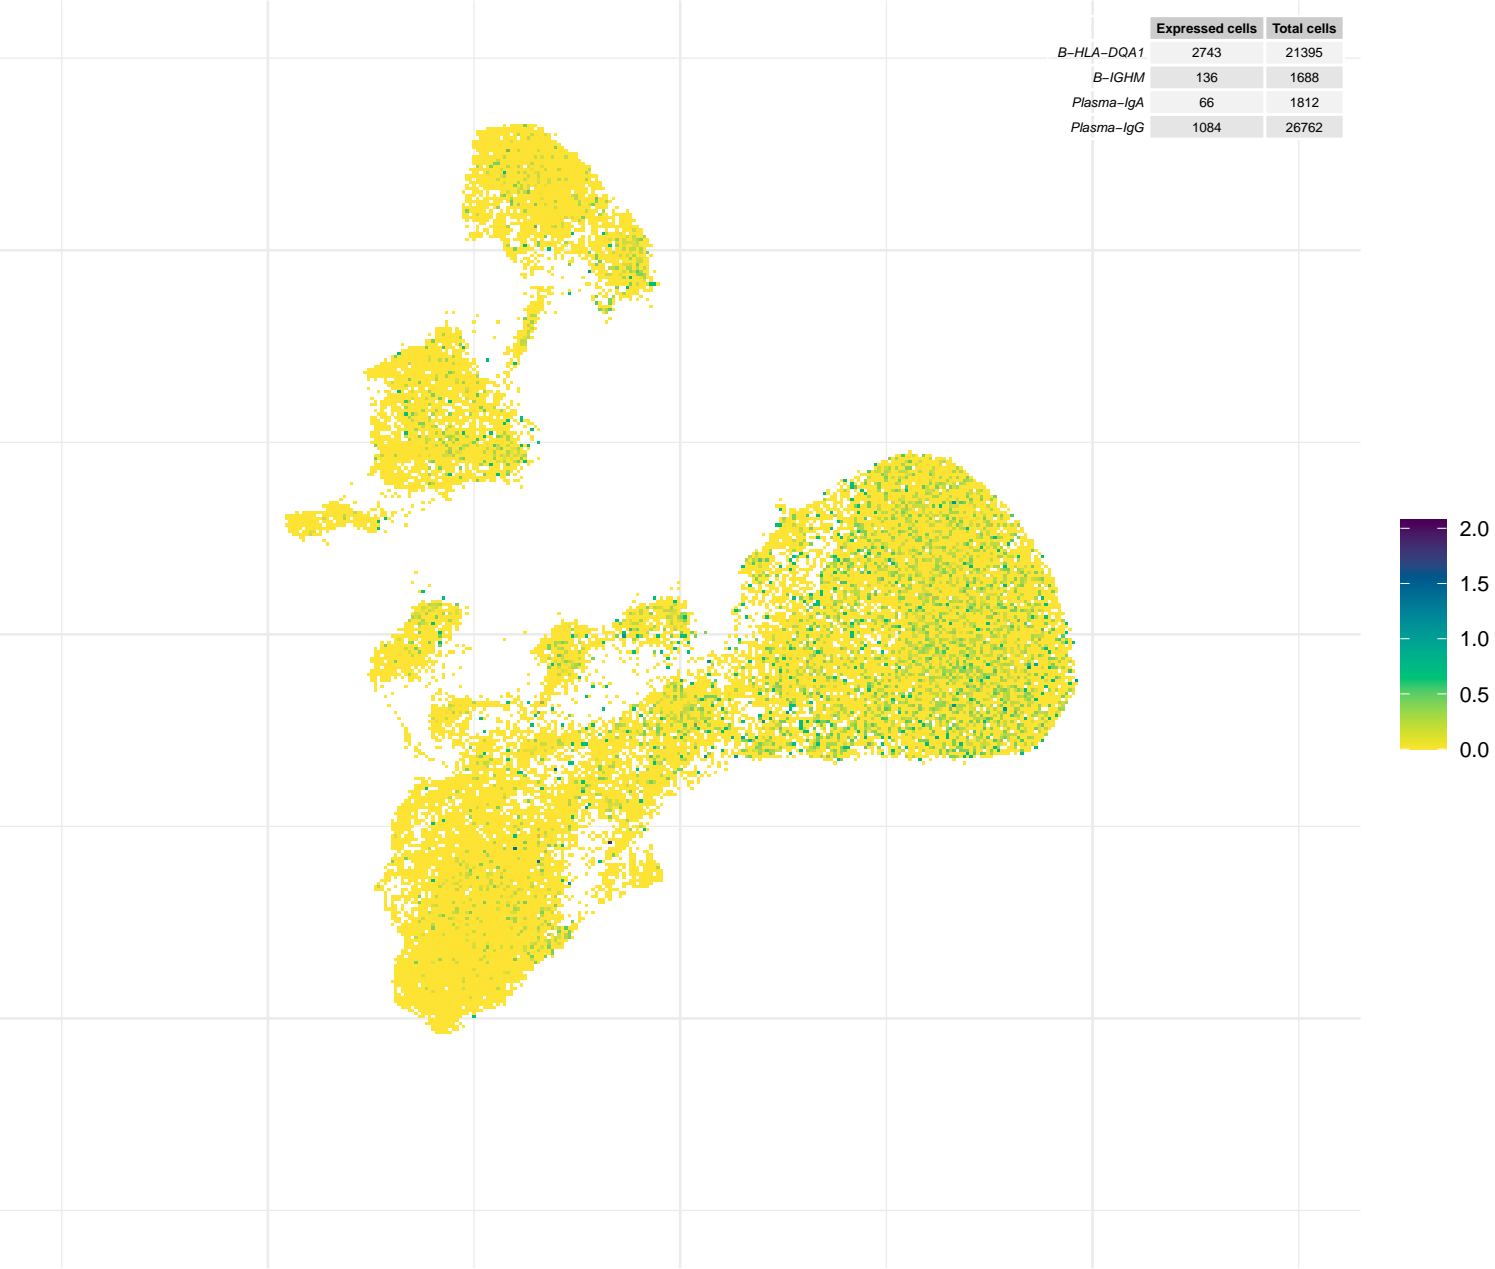 Expressed cells Total cells
B−HLA−DQA1 2743 21395
B−IGHM 136 1688
Plasma−IgA 66 1812
Plasma−IgG 1084 26762
2.0
1.5
1.0
0.5
0.0